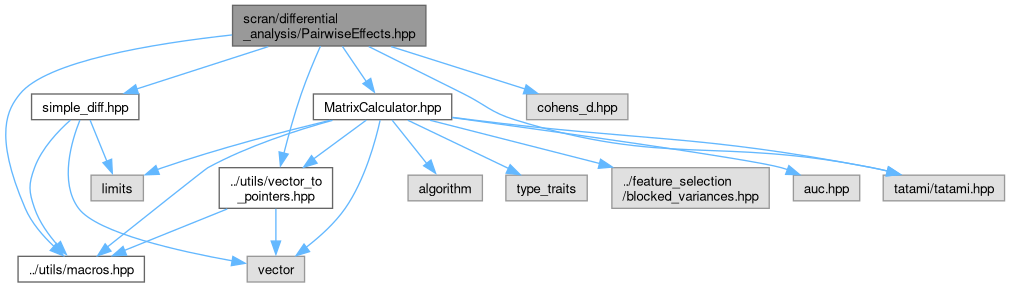 scran/differential
_analysis/PairwiseEffects.hpp
simple_diff.hpp
MatrixCalculator.hpp
cohens_d.hpp
limits
../utils/vector_to
_pointers.hpp
algorithm
type_traits
../feature_selection
/blocked_variances.hpp
auc.hpp
tatami/tatami.hpp
../utils/macros.hpp
vector